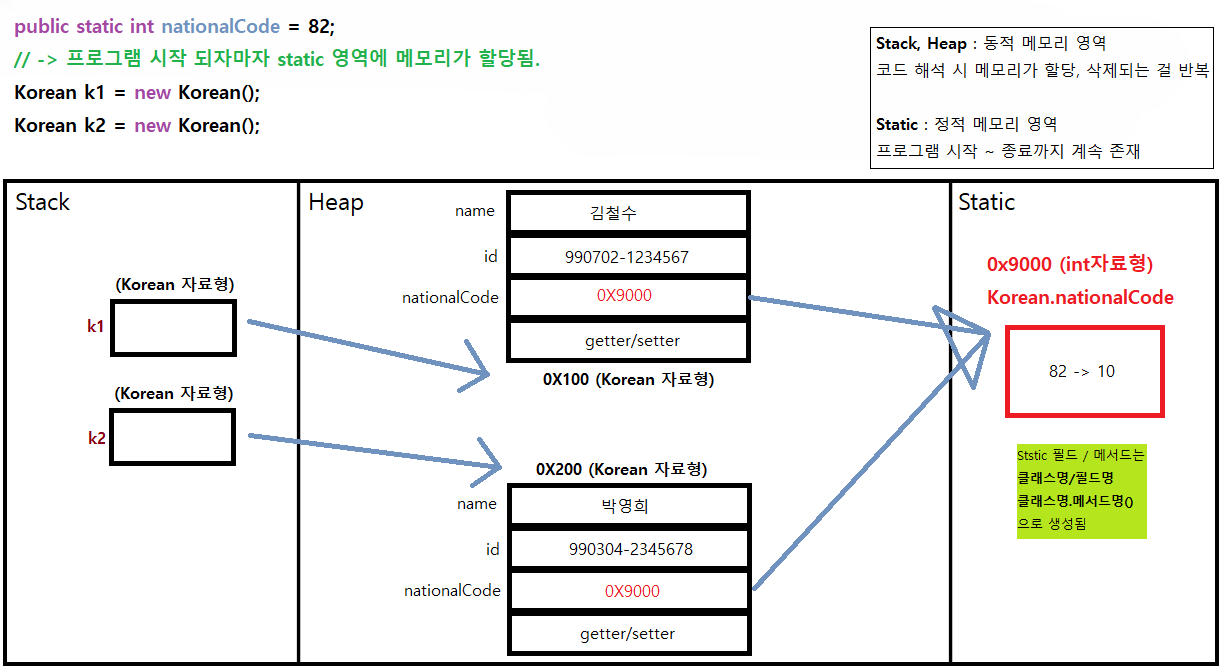 public static int nationalCode = 82;
// -> 프로그램 시작 되자마자 static 영역에 메모리가 할당됨.
Korean k1 = new Korean();
Korean k2 = new Korean();
Stack, Heap : 동적 메모리 영역
코드 해석 시 메모리가 할당, 삭제되는 걸 반복
Static : 정적 메모리 영역
프로그램 시작 ~ 종료까지 계속 존재
Stack
(Korean 자료형)
k1
(Korean 자료형)
k2
Heap
name
김철수
id
990702-1234567
nationalCode
0X9000
getter/setter
0X100 (Korean 자료형)
0X200 (Korean 자료형)
name
박영희
id
990304-2345678
nationalCode
0X9000
getter/setter
Static
0x9000 (int자료형)
Korean.nationalCode
82 -> 10
Ststic 필드 / 메서드는
클래스명/필드명
클래스명.메서드명()
으로 생성됨